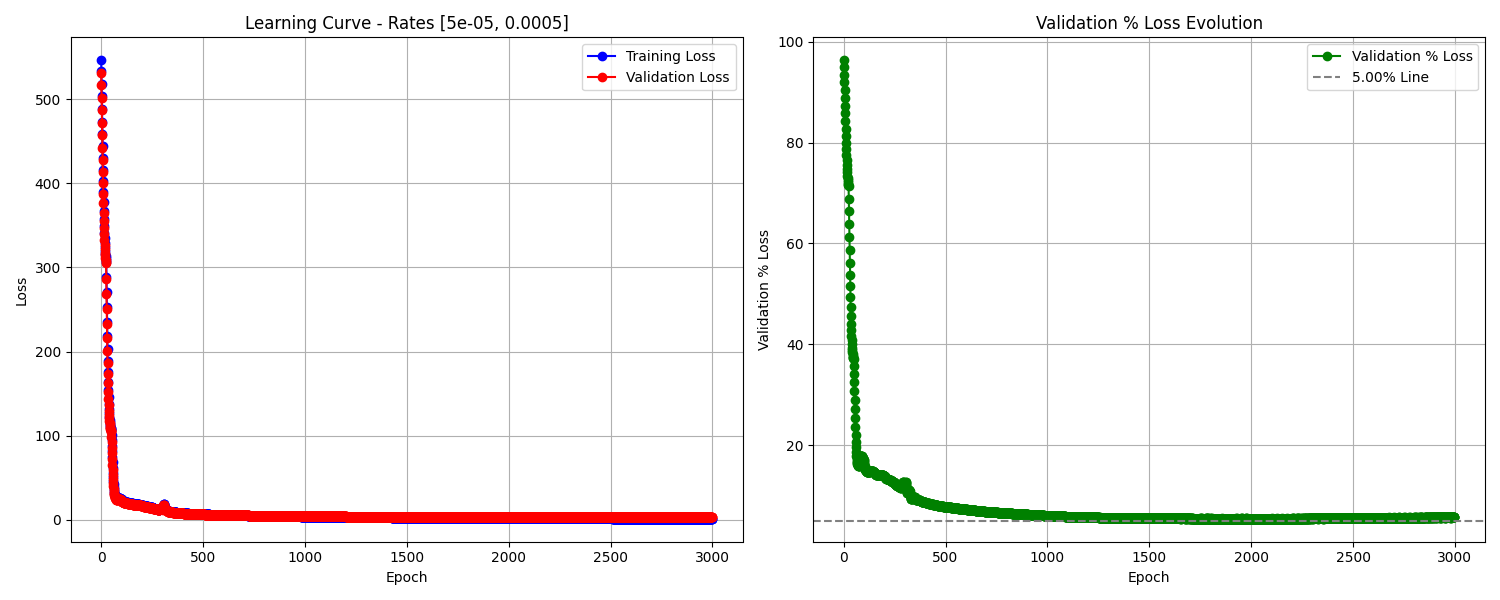 Learning Curve - Rates [5e-05, 0.0005]
Training Loss
Validation Loss
Loss
500
400
300
200
100
0
0 500 1000 1500 2000 2500 3000
Epoch
Validation % Loss Evolution
Validation % Loss
5.00% Line
Validation % Loss
100
80
60
40
20
0 500 1000 1500 2000 2500 3000
Epoch